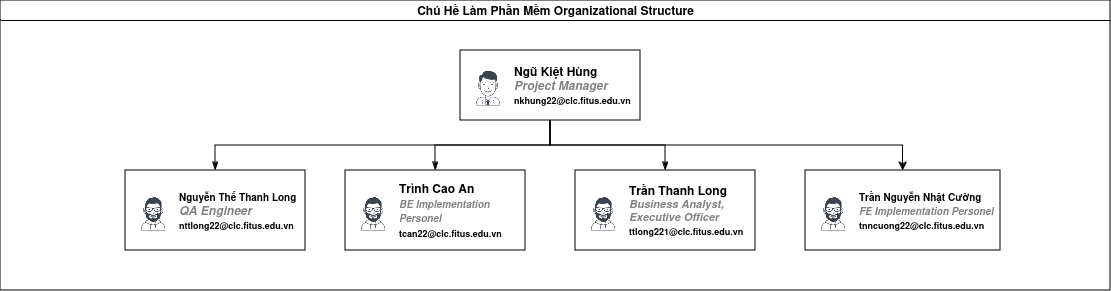 Chú Hề Làm Phần Mềm Organizational Structure
Ngũ Kiệt Hùng
Project Manager
nkhung22@clc.fitus.edu.vn
Nguyễn Thế Thanh Long
QA Engineer
nttlong22@clc.fitus.edu.vn
Trình Cao An
BE Implementation
Personel
tcan22@clc.fitus.edu.vn
Trần Thanh Long
Business Analyst,
Executive Officer
ttlong221@clc.fitus.edu.vn
Trần Nguyễn Nhật Cường
FE Implementation Personel
tnncuong22@clc.fitus.edu.vn